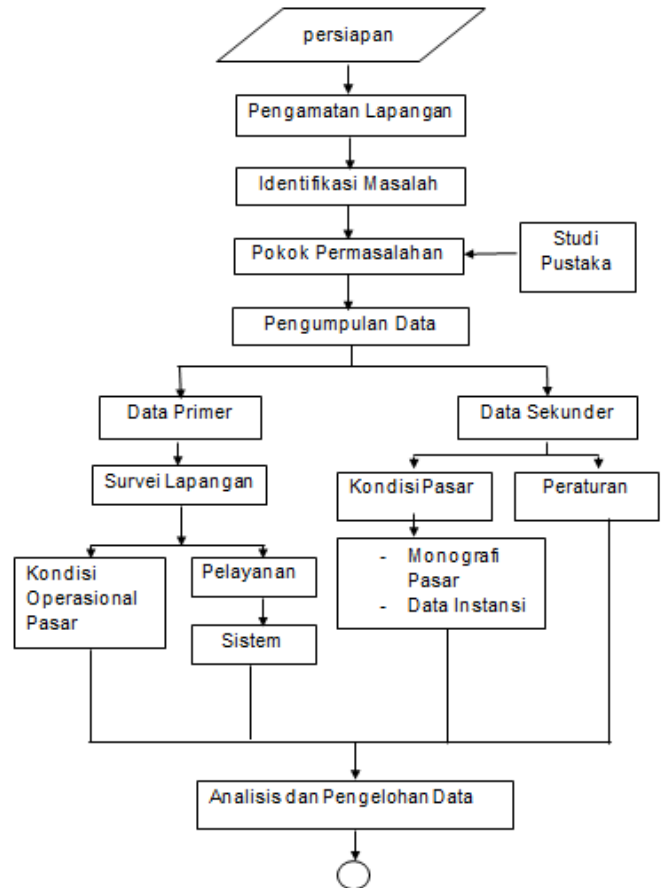 persiapan
Pengamatan Lapangan
Identifikasi Masalah
Pokok Permasalahan
Studi
Pustaka
Pengumpulan Data
Data Primer
Data Sekunder
Survei Lapangan
Kondisi Pasar
Peraturan
Kondisi
Operasional
Pasar
Pelayanan
- Monografi
Pasar
- Data Instansi
Sistem
Analisis dan Pengelohan Data